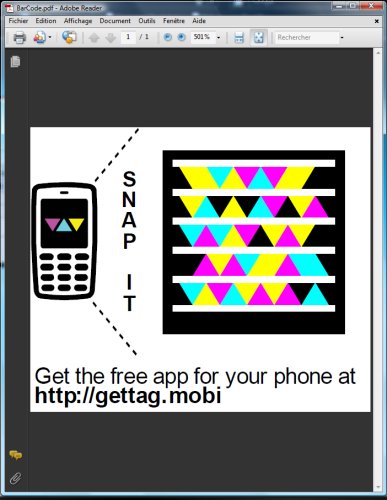 BarCode.pdf - Adobe Reader
Fichier Edition Affichage Document Outils Fenêtre Aide
1 / 1 501% Rechercher
SNAP IT
Get the free app for your phone at
http://gettag.mobi